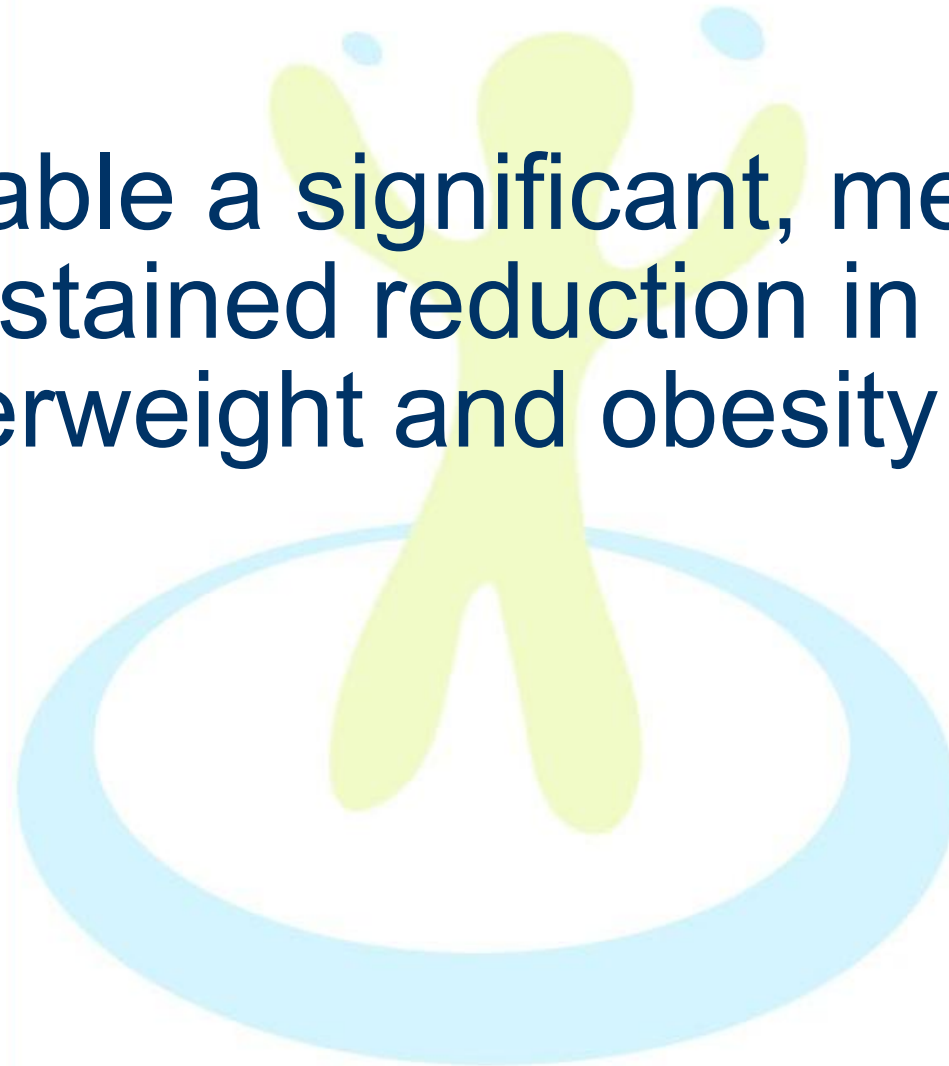 able a significant, me
stained reduction in
erweight and obesity